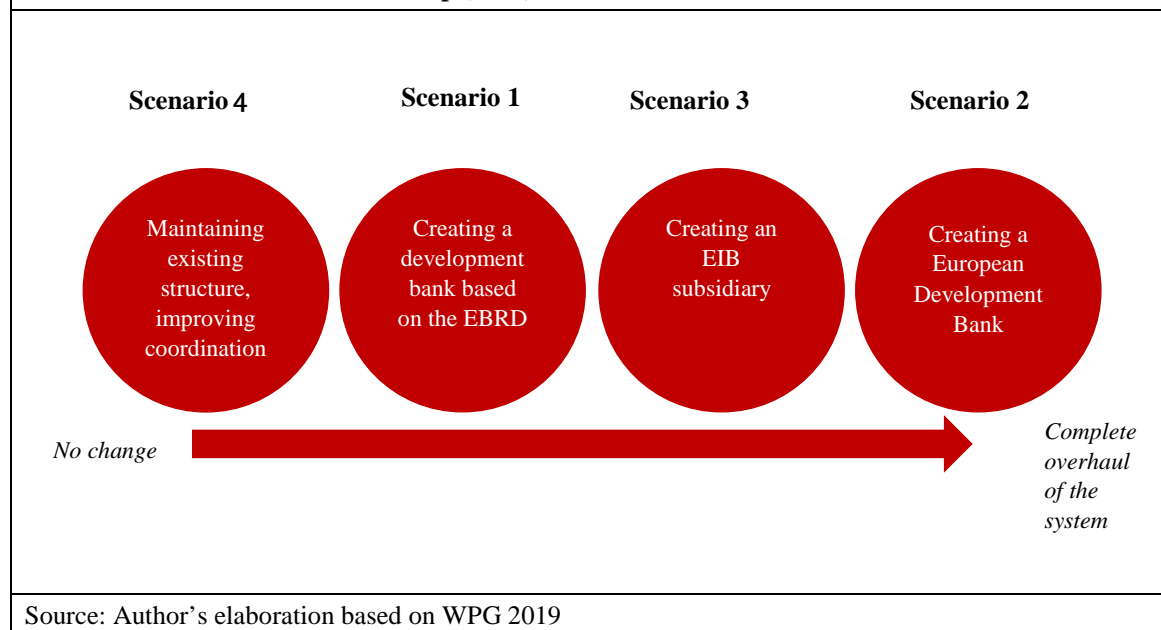 Scenario 4
Scenario 1
Scenario 3
Scenario 2
Maintaining
existing
structure,
improving
coordination
Creating a
development
bank based
on the EBRD
Creating an
EIB
subsidiary
Creating a
European
Development
Bank
No change
Complete
overhaul
of the
system
Source: Author’s elaboration based on WPG 2019